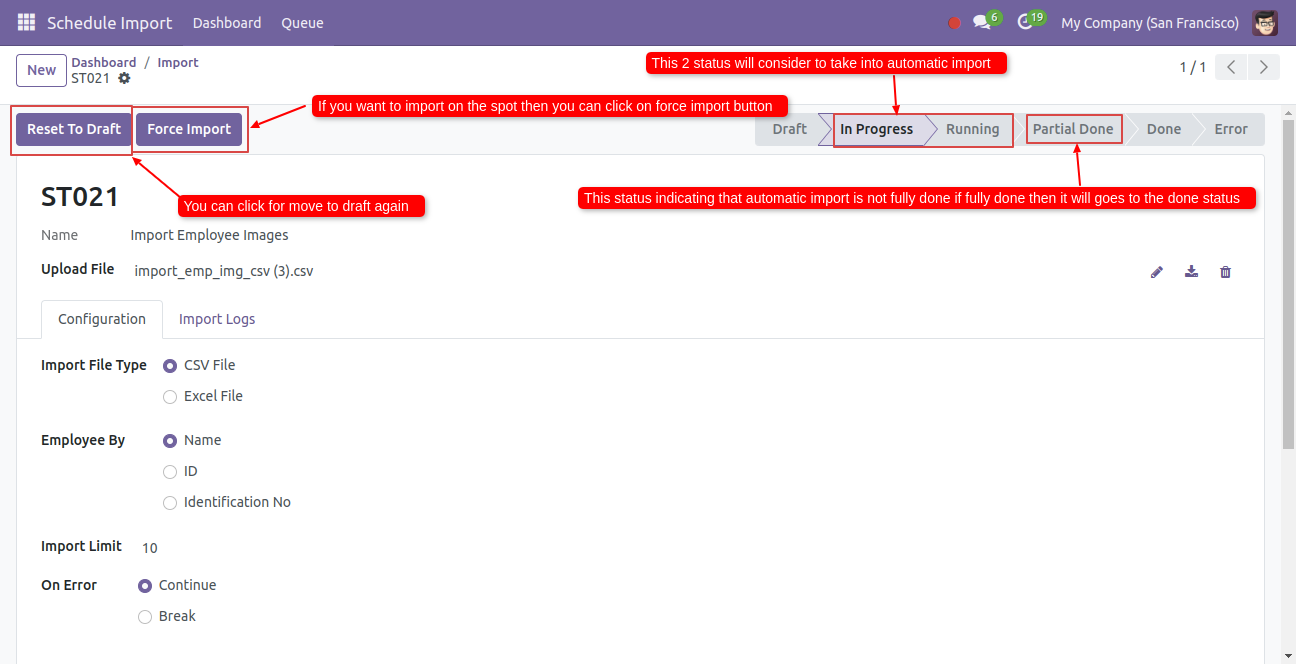 Schedule Import Dashboard Queue 6 19 My Company (San Francisco)
New Dashboard / Import
ST021
1 / 1
This 2 status will consider to take into automatic import
If you want to import on the spot then you can click on force import button
Reset To Draft Force Import Draft In Progress Running Partial Done Done Error
ST021
You can click for move to draft again
This status indicating that automatic import is not fully done if fully done then it will goes to the done status
Name Import Employee Images
Upload File import_emp_img_csv (3).csv
Configuration Import Logs
Import File Type CSV File
Excel File
Employee By Name
ID
Identification No
Import Limit 10
On Error Continue
Break